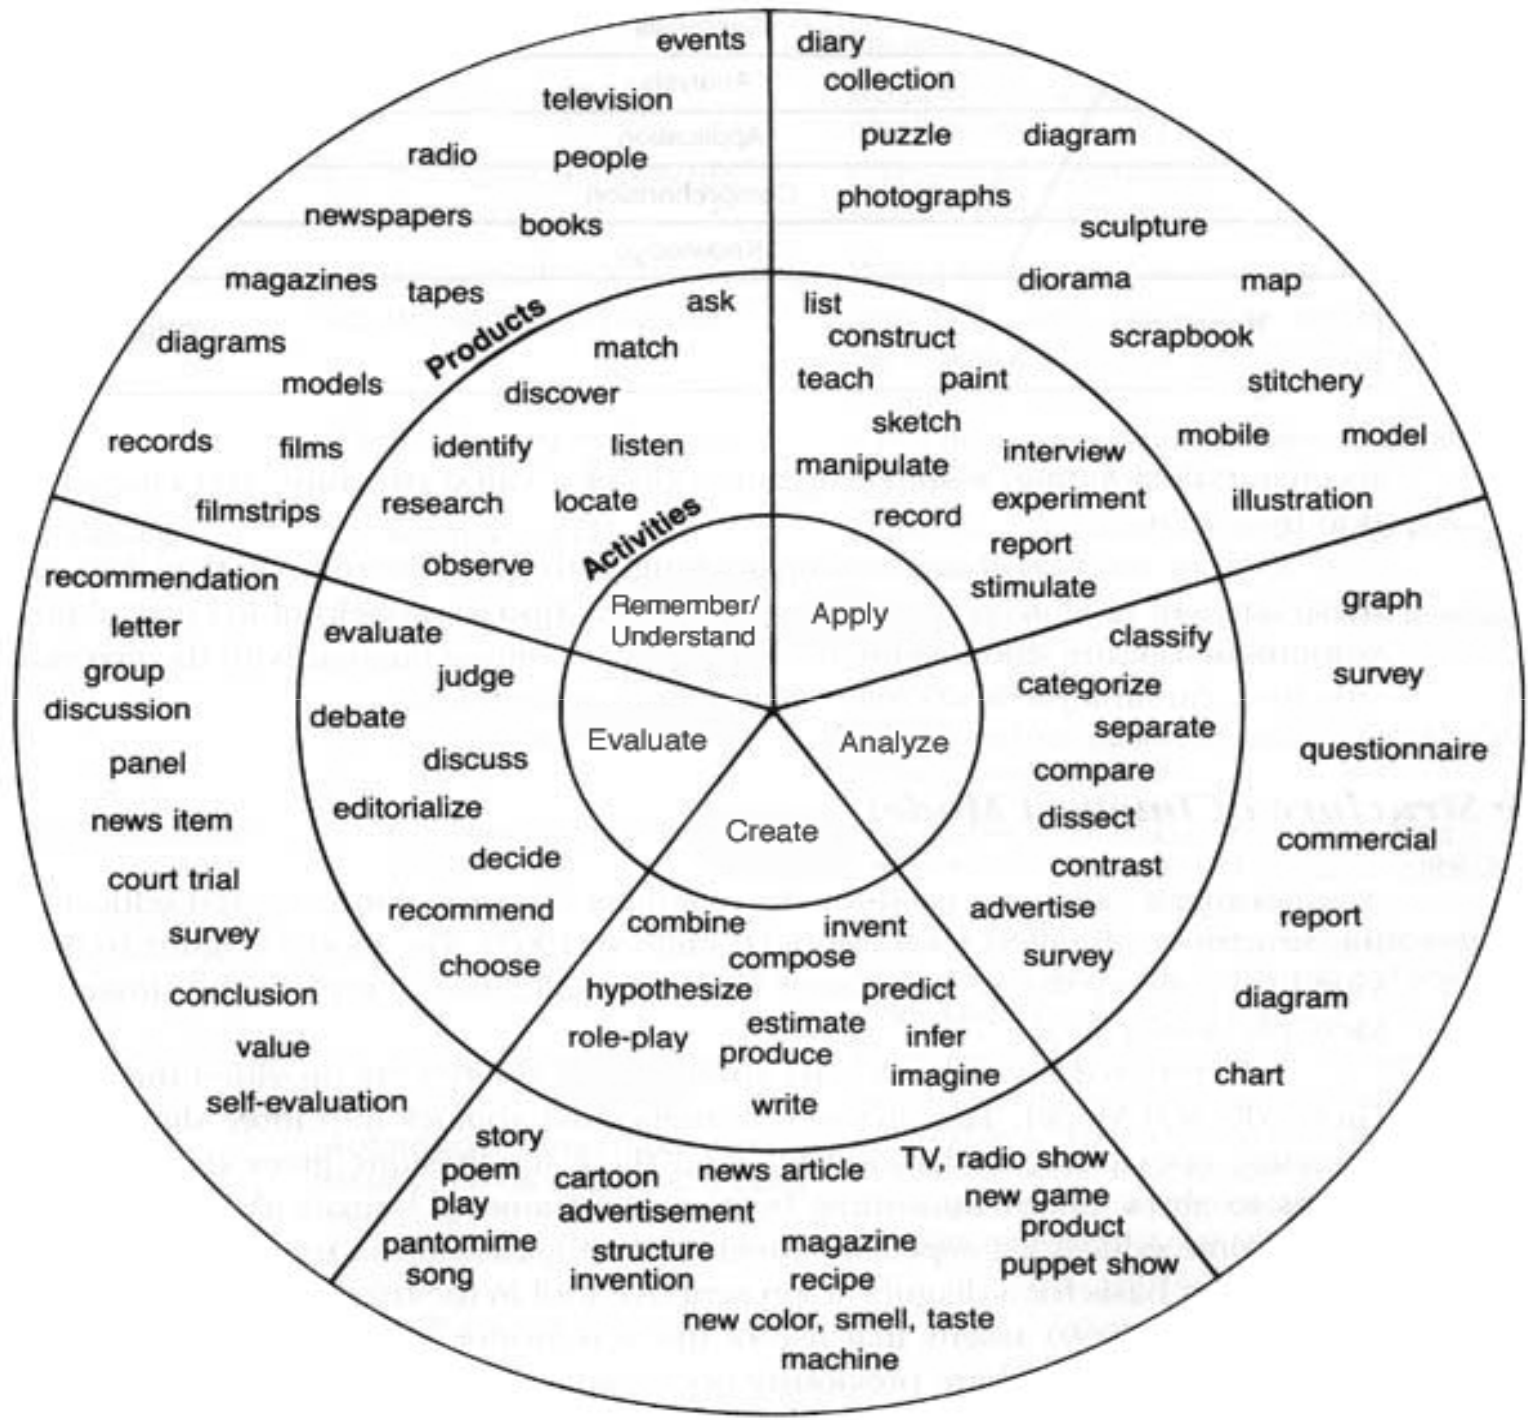 events
television
radio
people
newspapers
books
magazines
tapes
diagrams
models
records
films
filmstrips
diary
collection
puzzle
diagram
photographs
sculpture
diorama
map
scrapbook
stitchery
mobile
model
illustration
graph
survey
questionnaire
commercial
report
diagram
chart
TV, radio show
new game
product
puppet show
news article
magazine
recipe
cartoon
advertisement
structure
invention
new color, smell, taste
machine
story
poem
play
pantomime
song
recommendation
letter
group
discussion
panel
news item
court trial
survey
conclusion
value
self-evaluation
Products
ask
match
discover
identify
listen
research
locate
observe
list
construct
teach
paint
sketch
manipulate
interview
record
experiment
report
stimulate
classify
categorize
separate
compare
dissect
contrast
advertise
survey
combine
invent
compose
hypothesize
predict
estimate
role-play
infer
produce
imagine
write
evaluate
judge
debate
discuss
editorialize
decide
recommend
choose
Activities
Remember/
Understand
Apply
Analyze
Create
Evaluate